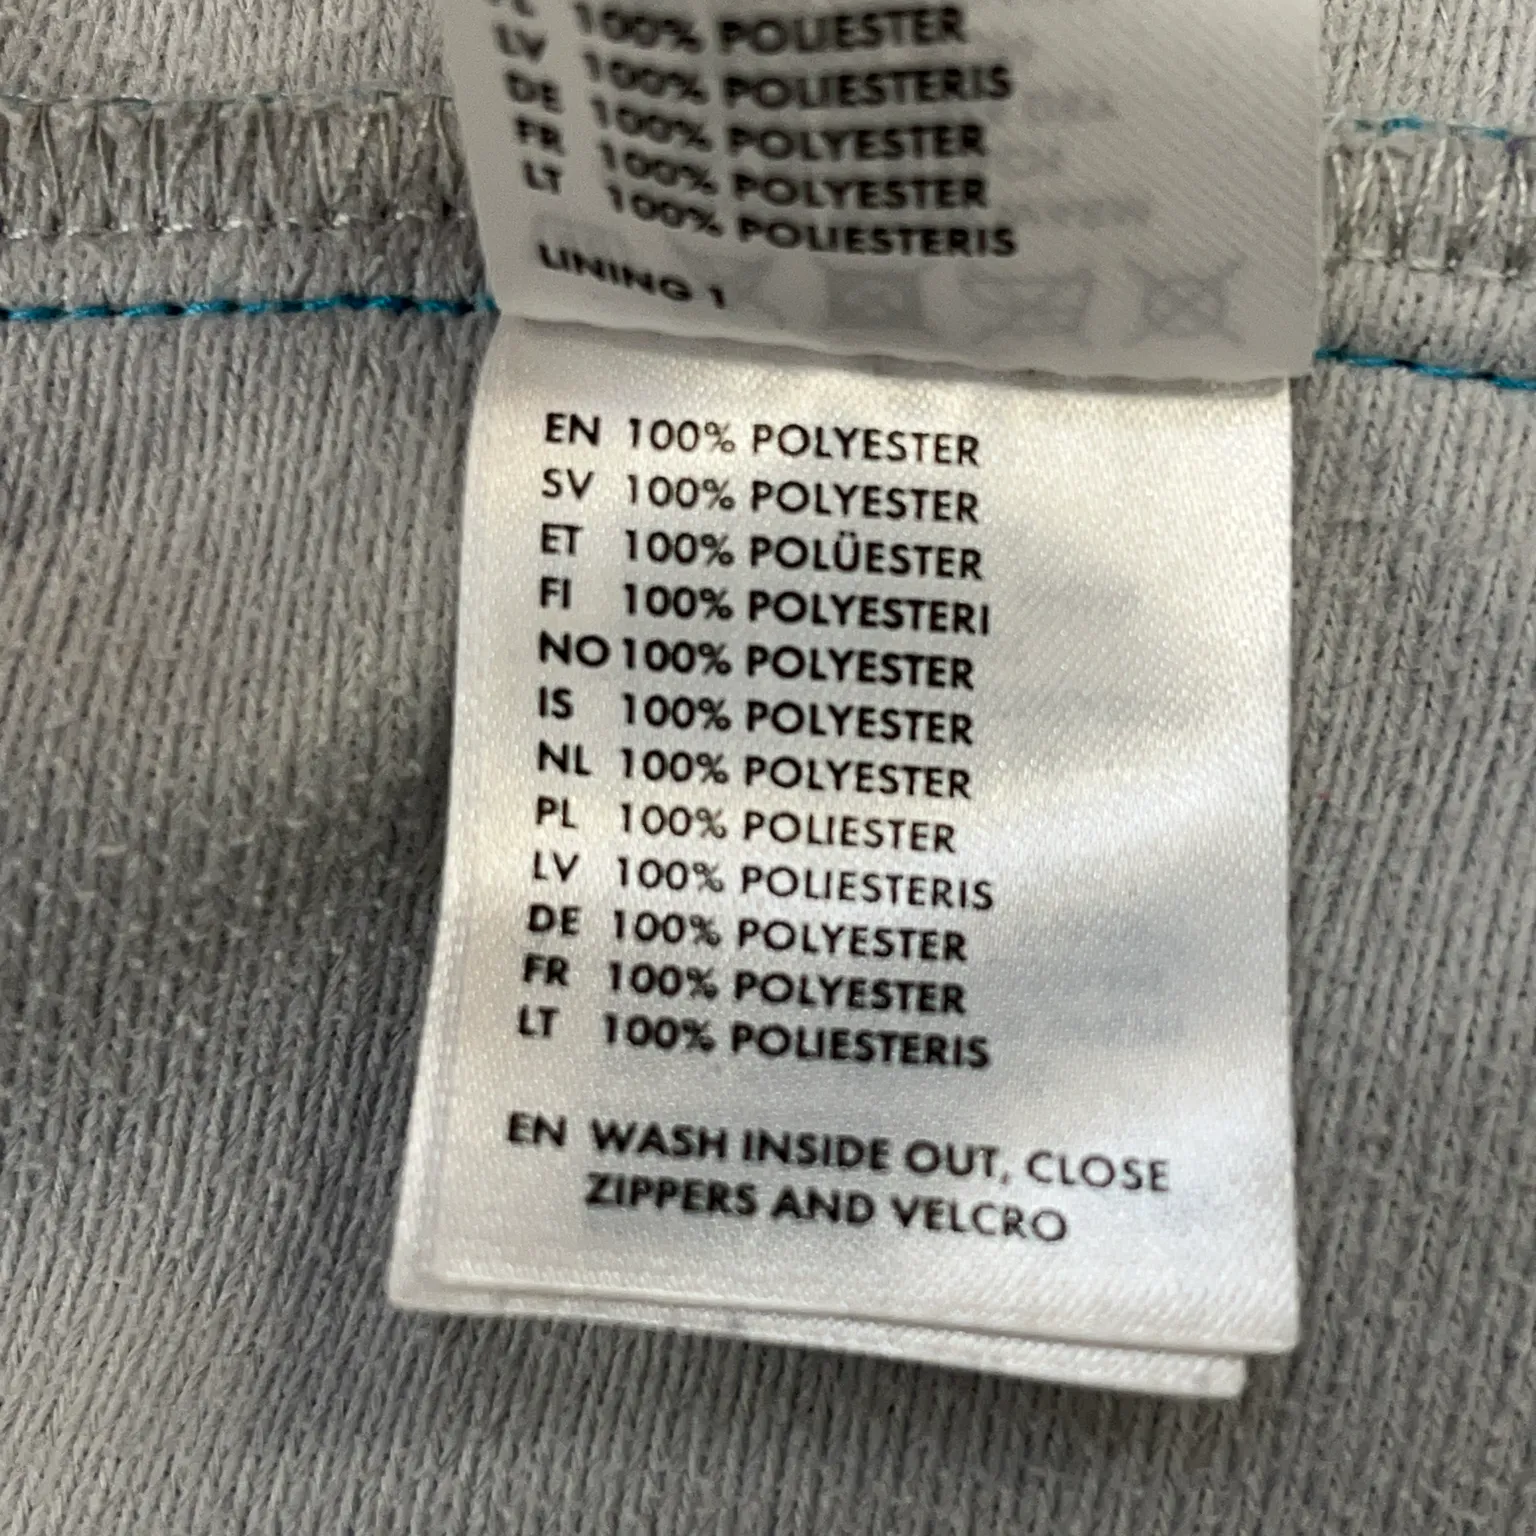 100% POLIESTER
LV 100% POLIESTERIS
DE 100% POLYESTER
FR 100% POLYESTER
LT 100% POLIESTERIS
LINING 1
EN 100% POLYESTER
SV 100% POLYESTER
ET 100% POLÜESTER
FI 100% POLYESTERI
NO 100% POLYESTER
IS 100% POLYESTER
NL 100% POLYESTER
PL 100% POLIESTER
LV 100% POLIESTERIS
DE 100% POLYESTER
FR 100% POLYESTER
LT 100% POLIESTERIS
EN WASH INSIDE OUT, CLOSE
ZIPPERS AND VELCRO